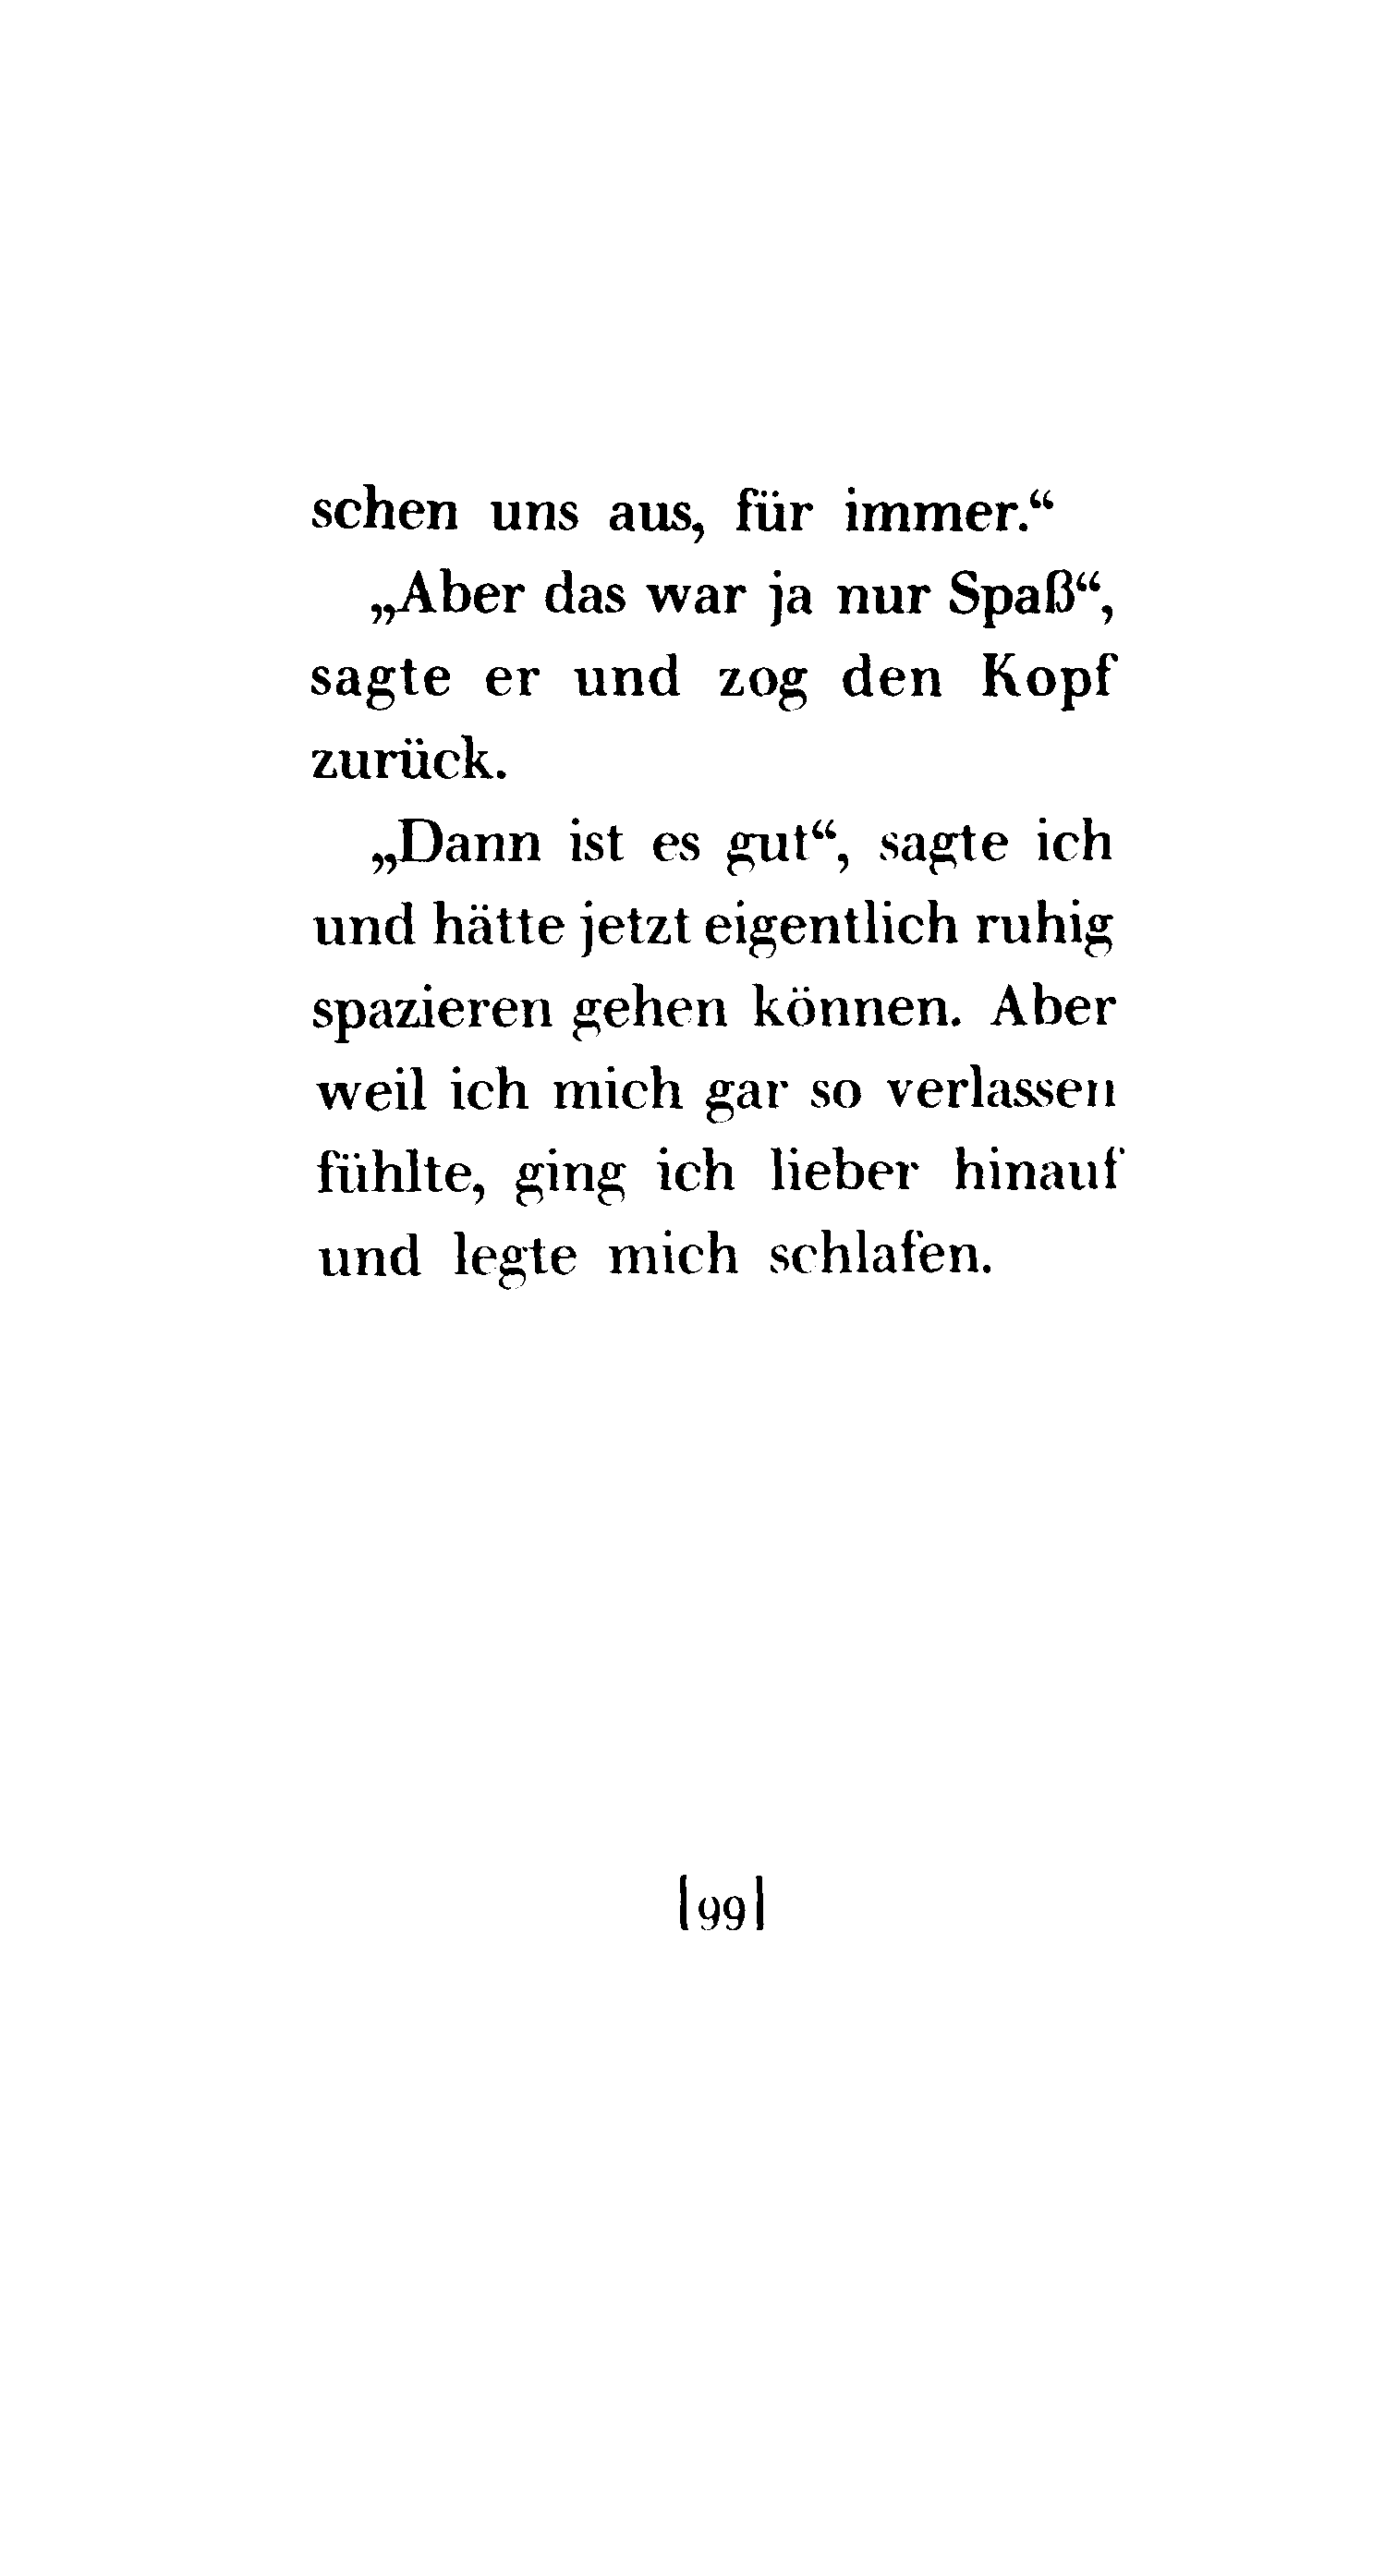 schen uns aus, für immer.“
„Aber das war ja nur Spaß“,
sagte er und zog den Kopf
zurück.
„Dann ist es gut“, sagte ich
und hätte jetzt eigentlich ruhig
spazieren gehen können. Aber
weil ich mich gar so verlassen
fühlte, ging ich lieber hinauf
und legte mich schlafen.
|99|